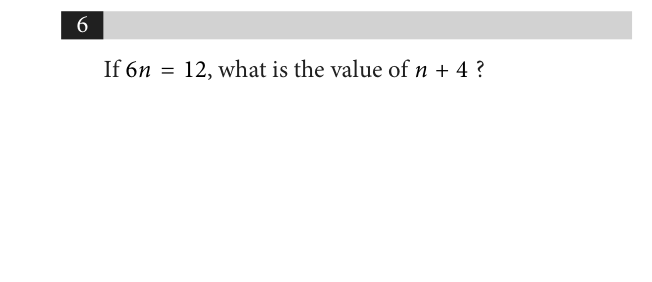 6
If 6n = 12, what is the value of n + 4 ?